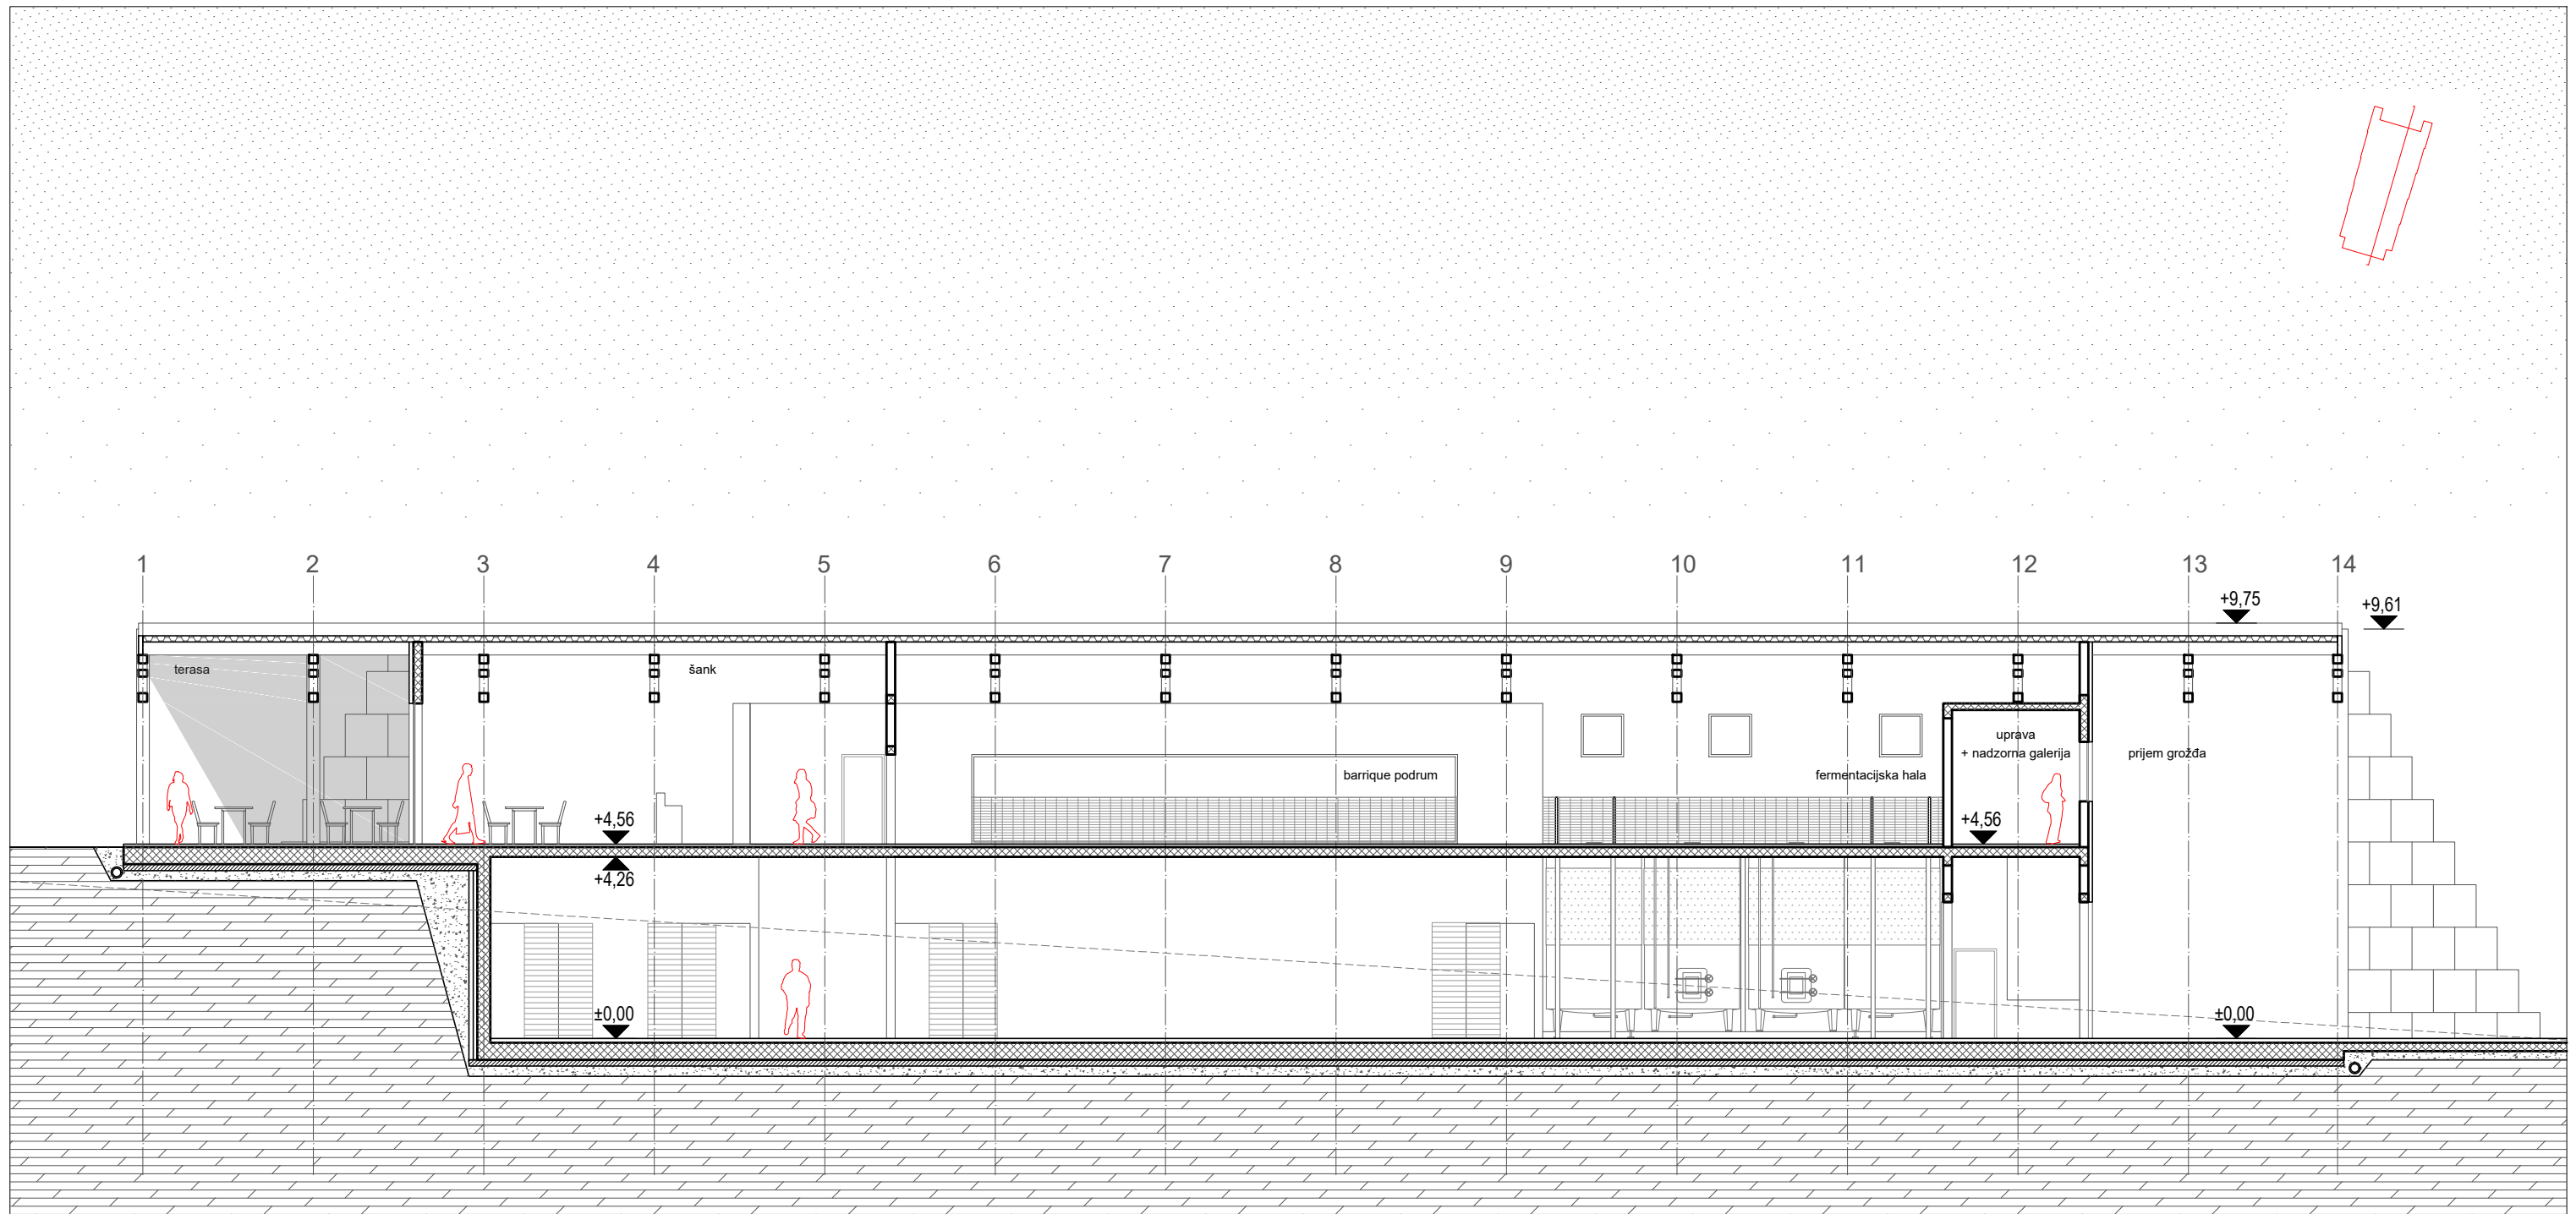 1 2 3 4 5 6 7 8 9 10 11 12 13 14
+9,75
+9,61
terasa
šank
uprava
+ nadzorna galerija
prijem grožđa
barrique podrum
fermentacijska hala
+4,56
+4,56
+4,26
±0,00
±0,00